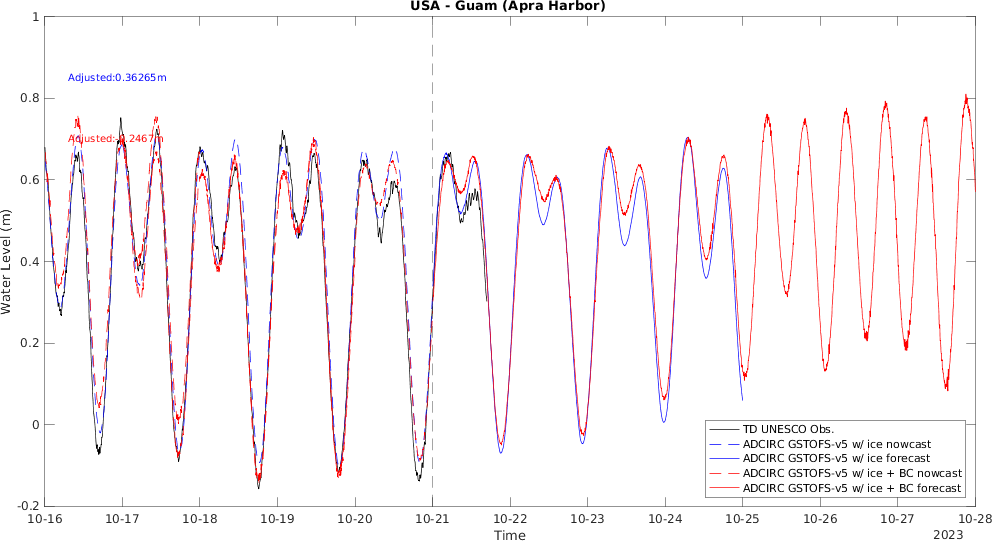 USA - Guam (Apra Harbor)
1
0.8
0.6
0.4
0.2
0
-0.2
Water Level (m)
Adjusted:0.36265m
TD UNESCO Obs.
ADCIRC GSTOFS-v5 w/ ice nowcast
ADCIRC GSTOFS-v5 w/ ice forecast
ADCIRC GSTOFS-v5 w/ ice + BC nowcast
ADCIRC GSTOFS-v5 w/ ice + BC forecast
10-16 10-17 10-18 10-19 10-20 10-21 10-22 10-23 10-24 10-25 10-26 10-27 10-28
Time
2023